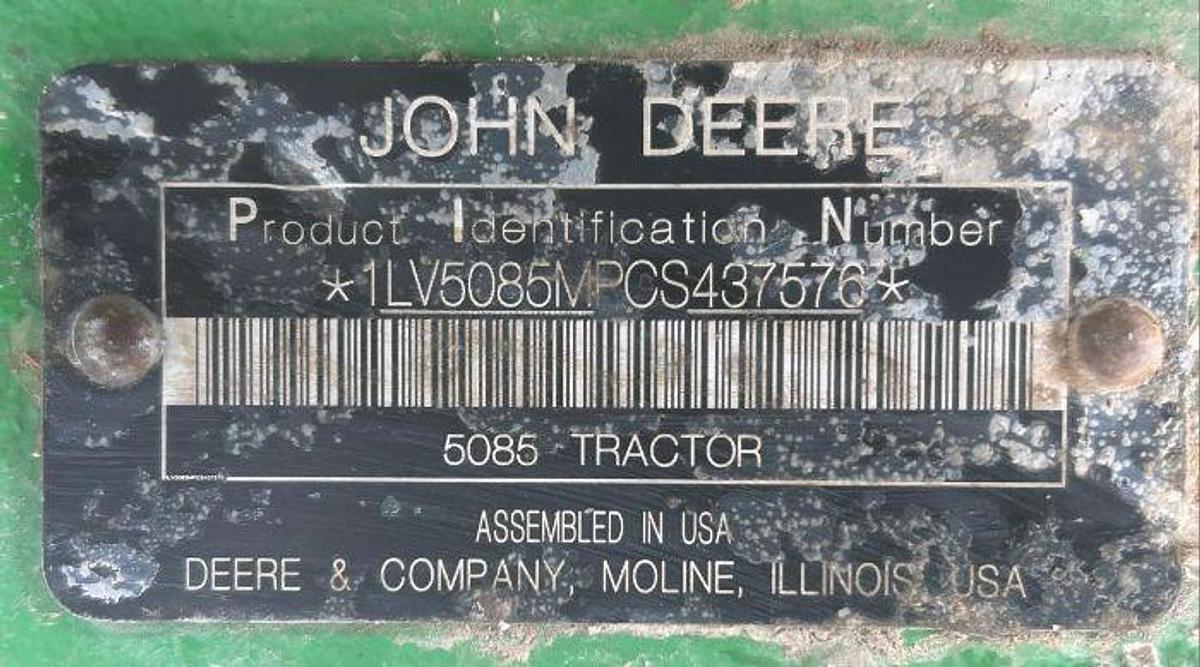 JOHN DEERE
Product Identification Number
*1LV5085MPCS437576*
5085 TRACTOR
ASSEMBLED IN USA
DEERE & COMPANY, MOLINE, ILLINOIS USA